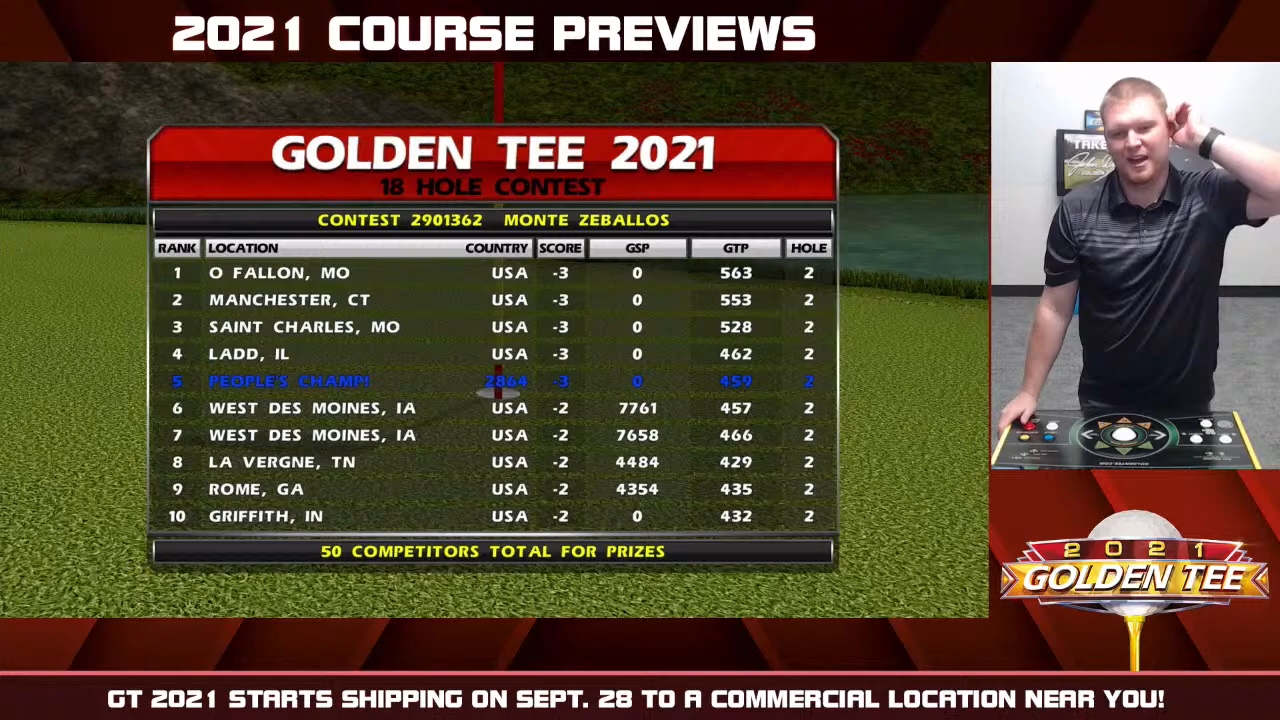 2021 COURSE PREVIEWS
GOLDEN TEE 2021
18 HOLE CONTEST
CONTEST 2901362 MONTE ZEBALLOS
RANK LOCATION COUNTRY SCORE GSP GTP HOLE
1 O FALLON, MO USA -3 0 563 2
2 MANCHESTER, CT USA -3 0 553 2
3 SAINT CHARLES, MO USA -3 0 528 2
4 LADD, IL USA -3 0 462 2
5 PEOPLE'S CHAMP! 2864 -3 0 459 2
6 WEST DES MOINES, IA USA -2 7761 457 2
7 WEST DES MOINES, IA USA -2 7658 466 2
8 LA VERGNE, TN USA -2 4484 429 2
9 ROME, GA USA -2 4354 435 2
10 GRIFFITH, IN USA -2 0 432 2
50 COMPETITORS TOTAL FOR PRIZES
TAKE
2021
GOLDEN TEE
GT 2021 STARTS SHIPPING ON SEPT. 28 TO A COMMERCIAL LOCATION NEAR YOU!